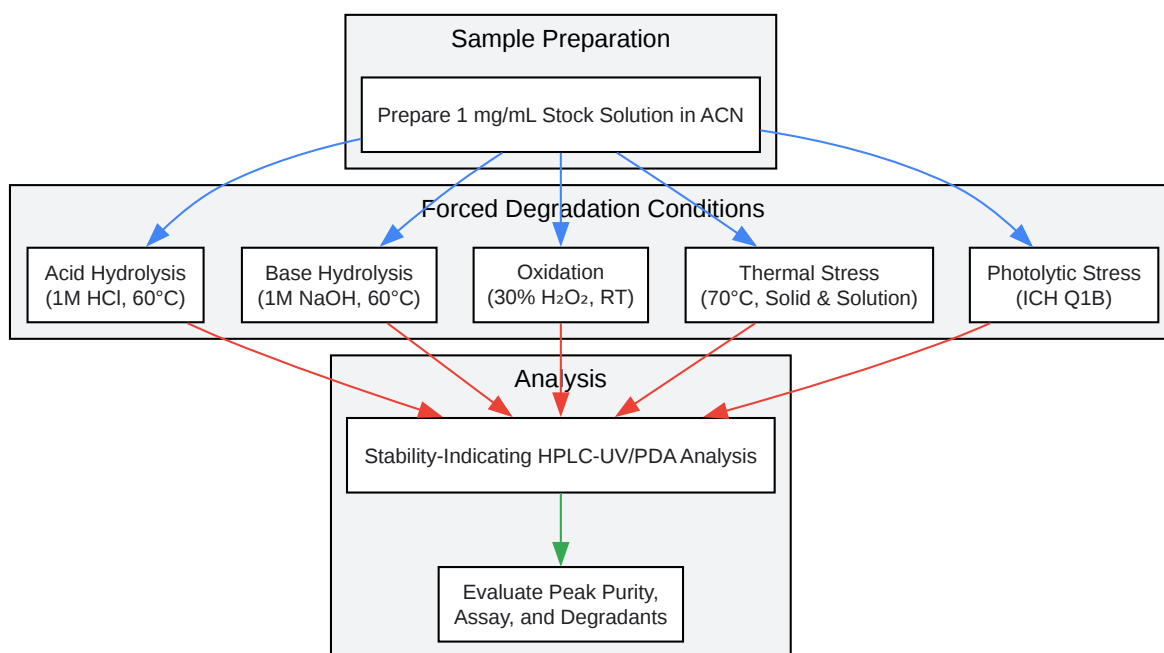 Sample Preparation
Prepare 1 mg/mL Stock Solution in ACN
Forced Degradation Conditions
Acid Hydrolysis
(1M HCl, 60°C)
Base Hydrolysis
(1M NaOH, 60°C)
Oxidation
(30% H₂O₂, RT)
Thermal Stress
(70°C, Solid & Solution)
Photolytic Stress
(ICH Q1B)
Analysis
Stability-Indicating HPLC-UV/PDA Analysis
Evaluate Peak Purity,
Assay, and Degradants